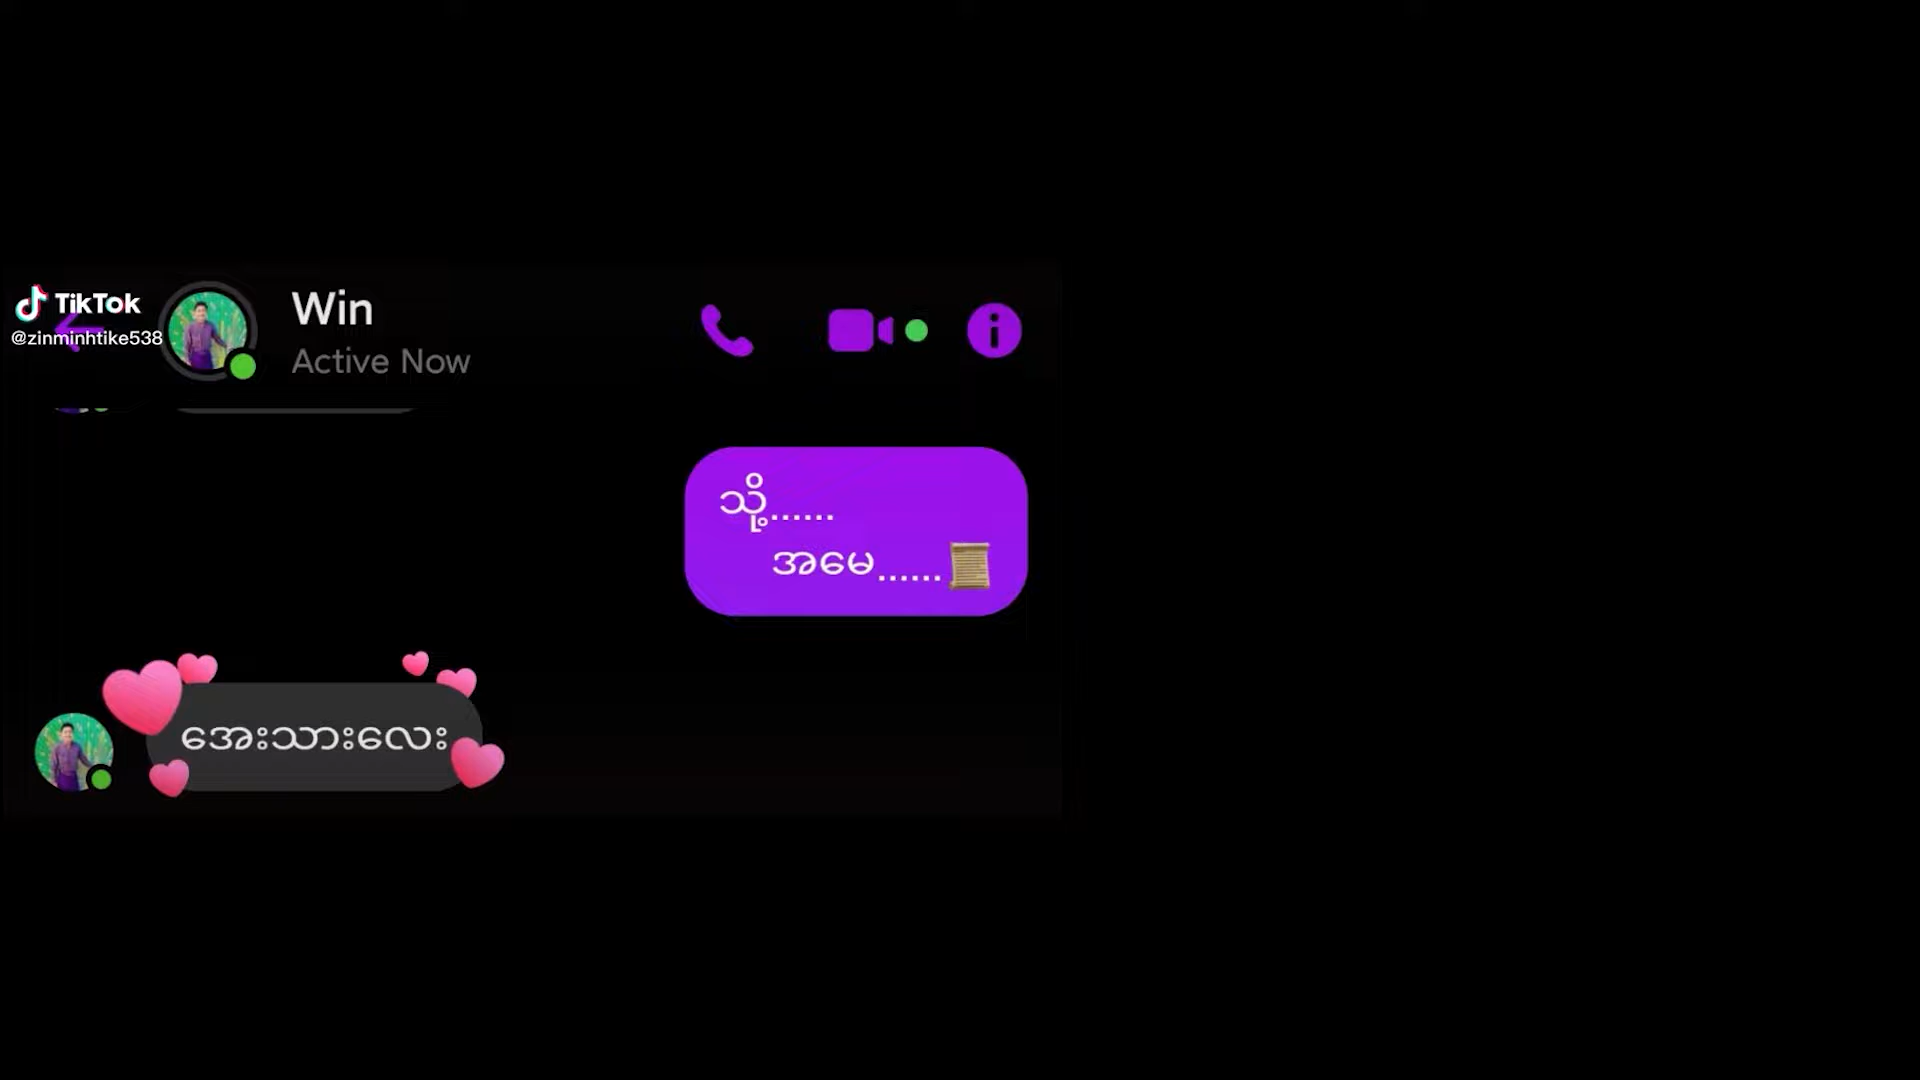 TikTok
@zinminhtike538
Win
Active Now
သို့......
အမေ......
အေးသားလေး